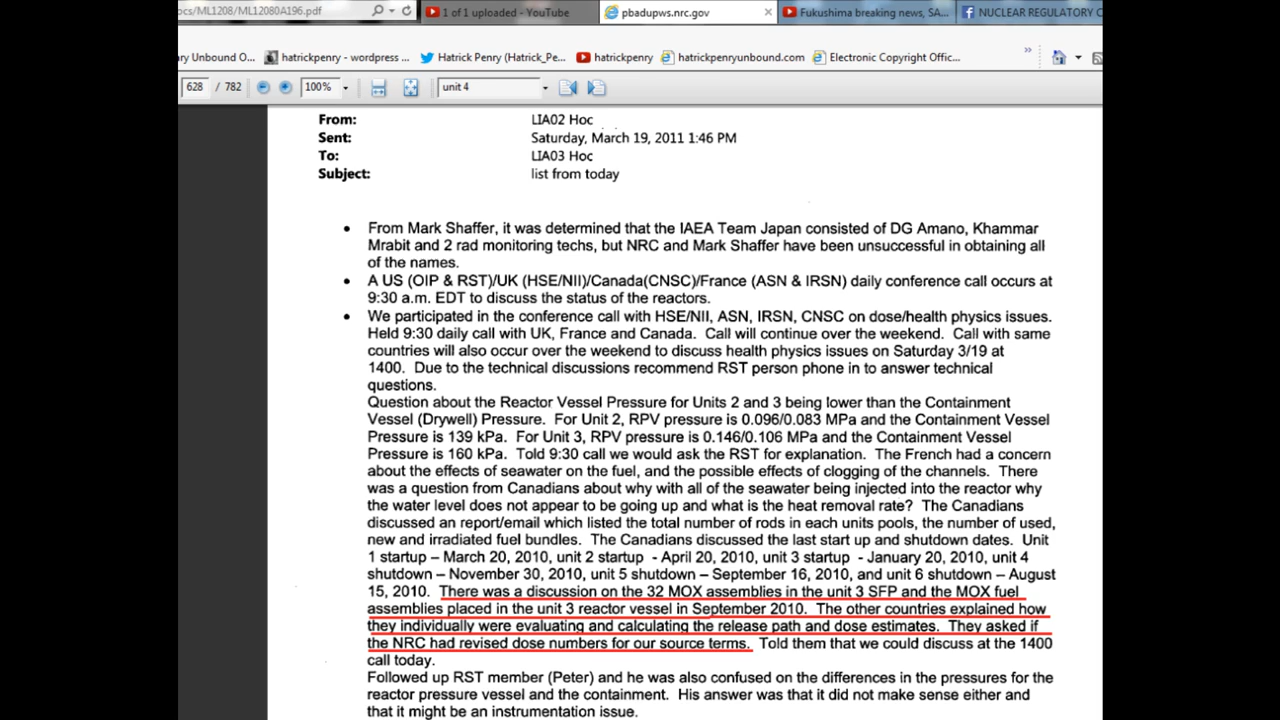 ocs/ML1208/ML12080A196.pdf 1 of 1 uploaded - YouTube pbadupws.nrc.gov Fukushima breaking news, SA... NUCLEAR REGULATORY C
ary Unbound O... hatrickpenry - wordpress ... Hatrick Penry (Hatrick_Pe... hatrickpenry hatrickpenryunbound.com Electronic Copyright Offic... »
628 / 782 100% unit 4
From: LIA02 Hoc
Sent: Saturday, March 19, 2011 1:46 PM
To: LIA03 Hoc
Subject: list from today
• From Mark Shaffer, it was determined that the IAEA Team Japan consisted of DG Amano, Khammar
Mrabit and 2 rad monitoring techs, but NRC and Mark Shaffer have been unsuccessful in obtaining all
of the names.
• A US (OIP & RST)/UK (HSE/NII)/Canada(CNSC)/France (ASN & IRSN) daily conference call occurs at
9:30 a.m. EDT to discuss the status of the reactors.
• We participated in the conference call with HSE/NII, ASN, IRSN, CNSC on dose/health physics issues.
Held 9:30 daily call with UK, France and Canada. Call will continue over the weekend. Call with same
countries will also occur over the weekend to discuss health physics issues on Saturday 3/19 at
1400. Due to the technical discussions recommend RST person phone in to answer technical
questions.
Question about the Reactor Vessel Pressure for Units 2 and 3 being lower than the Containment
Vessel (Drywell) Pressure. For Unit 2, RPV pressure is 0.096/0.083 MPa and the Containment Vessel
Pressure is 139 kPa. For Unit 3, RPV pressure is 0.146/0.106 MPa and the Containment Vessel
Pressure is 160 kPa. Told 9:30 call we would ask the RST for explanation. The French had a concern
about the effects of seawater on the fuel, and the possible effects of clogging of the channels. There
was a question from Canadians about why with all of the seawater being injected into the reactor why
the water level does not appear to be going up and what is the heat removal rate? The Canadians
discussed an report/email which listed the total number of rods in each units pools, the number of used,
new and irradiated fuel bundles. The Canadians discussed the last start up and shutdown dates. Unit
1 startup – March 20, 2010, unit 2 startup - April 20, 2010, unit 3 startup - January 20, 2010, unit 4
shutdown – November 30, 2010, unit 5 shutdown – September 16, 2010, and unit 6 shutdown – August
15, 2010. There was a discussion on the 32 MOX assemblies in the unit 3 SFP and the MOX fuel
assemblies placed in the unit 3 reactor vessel in September 2010. The other countries explained how
they individually were evaluating and calculating the release path and dose estimates. They asked if
the NRC had revised dose numbers for our source terms. Told them that we could discuss at the 1400
call today.
Followed up RST member (Peter) and he was also confused on the differences in the pressures for the
reactor pressure vessel and the containment. His answer was that it did not make sense either and
that it might be an instrumentation issue.